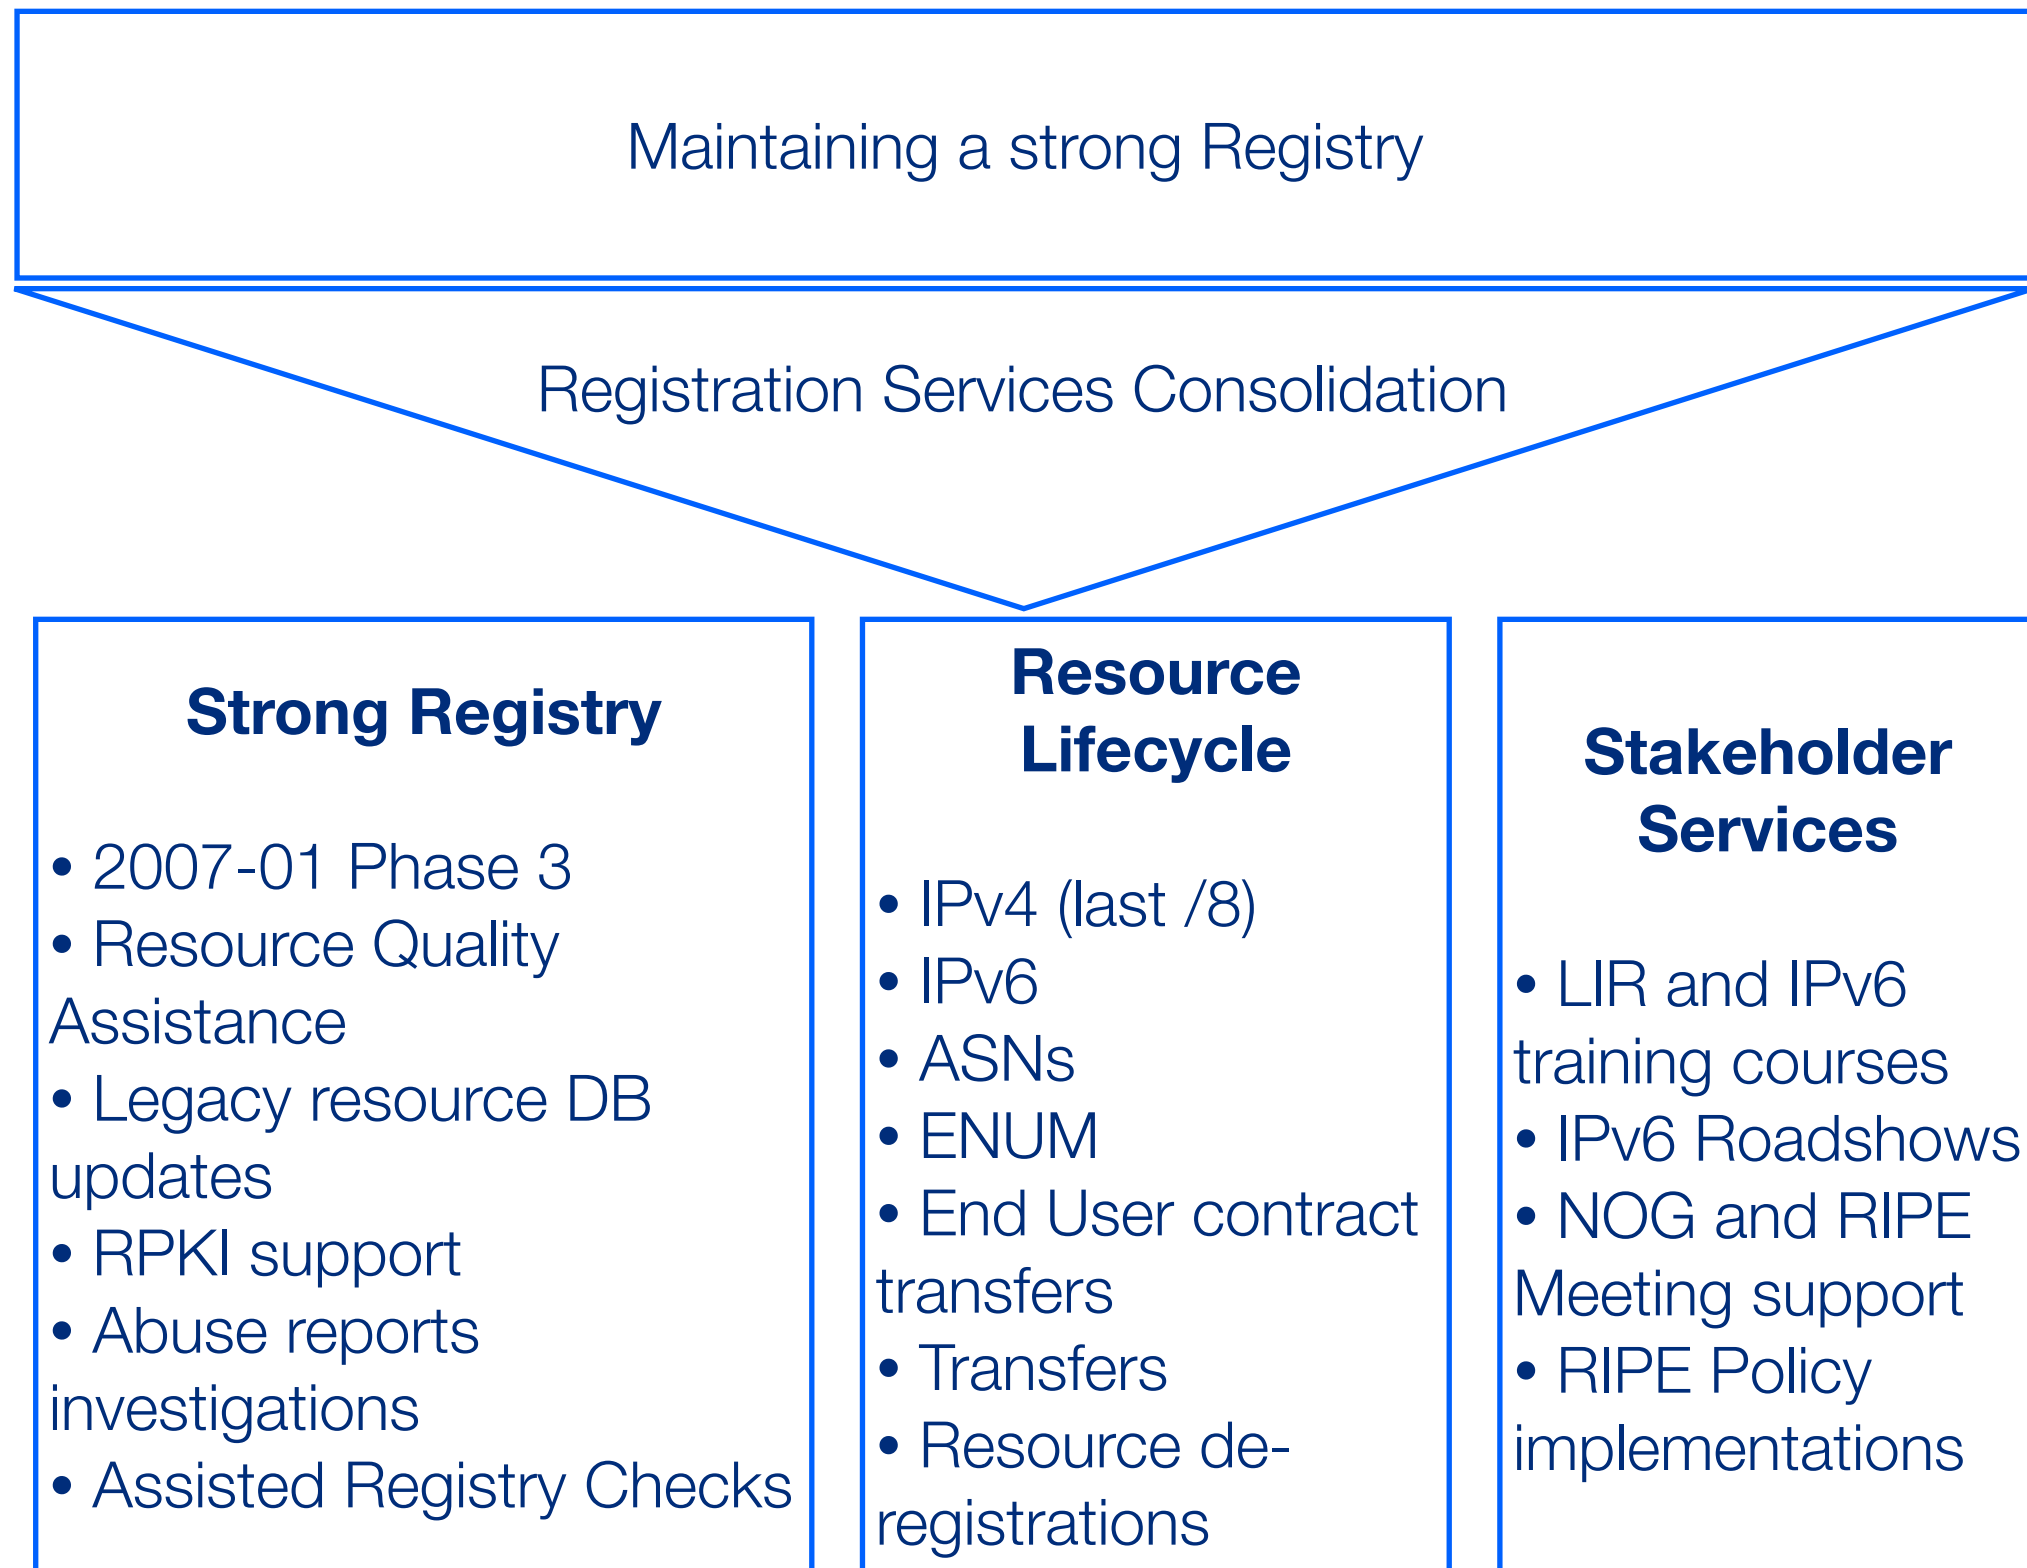 Maintaining a strong Registry
Registration Services Consolidation
Strong Registry
• 2007-01 Phase 3
• Resource Quality
Assistance
• Legacy resource DB
updates
• RPKI support
• Abuse reports
investigations
• Assisted Registry Checks
Resource
Lifecycle
• IPv4 (last /8)
• IPv6
• ASNs
• ENUM
• End User contract
transfers
• Transfers
• Resource de-
registrations
Stakeholder
Services
• LIR and IPv6
training courses
• IPv6 Roadshows
• NOG and RIPE
Meeting support
• RIPE Policy
implementations